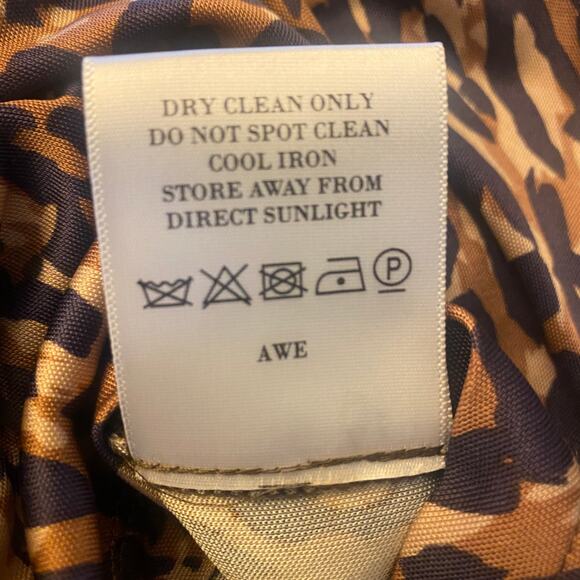 DRY CLEAN ONLY
DO NOT SPOT CLEAN
COOL IRON
STORE AWAY FROM
DIRECT SUNLIGHT
P
AWE